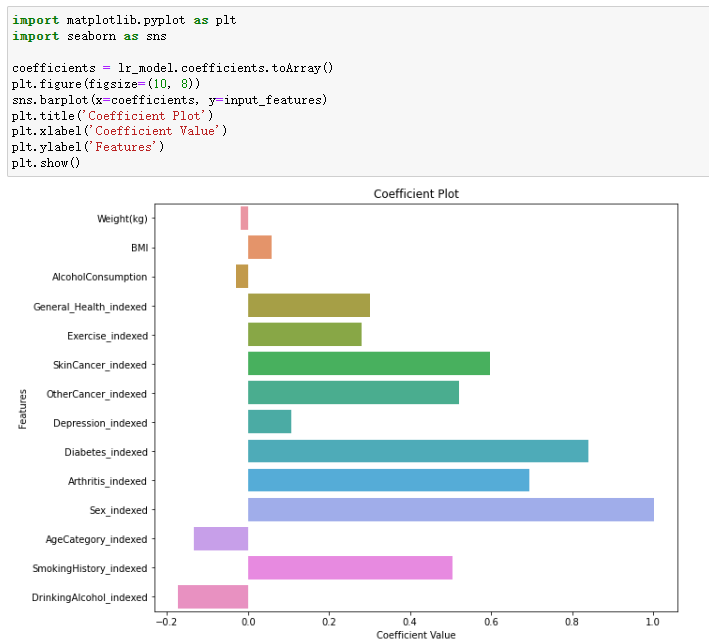 import matplotlib.pyplot as plt
import seaborn as sns
coefficients = lr_model.coefficients.toArray()
plt.figure(figsize=(10, 8))
sns.barplot(x=coefficients, y=input_features)
plt.title('Coefficient Plot')
plt.xlabel('Coefficient Value')
plt.ylabel('Features')
plt.show()
Coefficient Plot
Weight(kg)
BMI
AlcoholConsumption
General_Health_indexed
Exercise_indexed
SkinCancer_indexed
OtherCancer_indexed
Depression_indexed
Diabetes_indexed
Arthritis_indexed
Sex_indexed
AgeCategory_indexed
SmokingHistory_indexed
DrinkingAlcohol_indexed
Features
−0.2 0.0 0.2 0.4 0.6 0.8 1.0
Coefficient Value